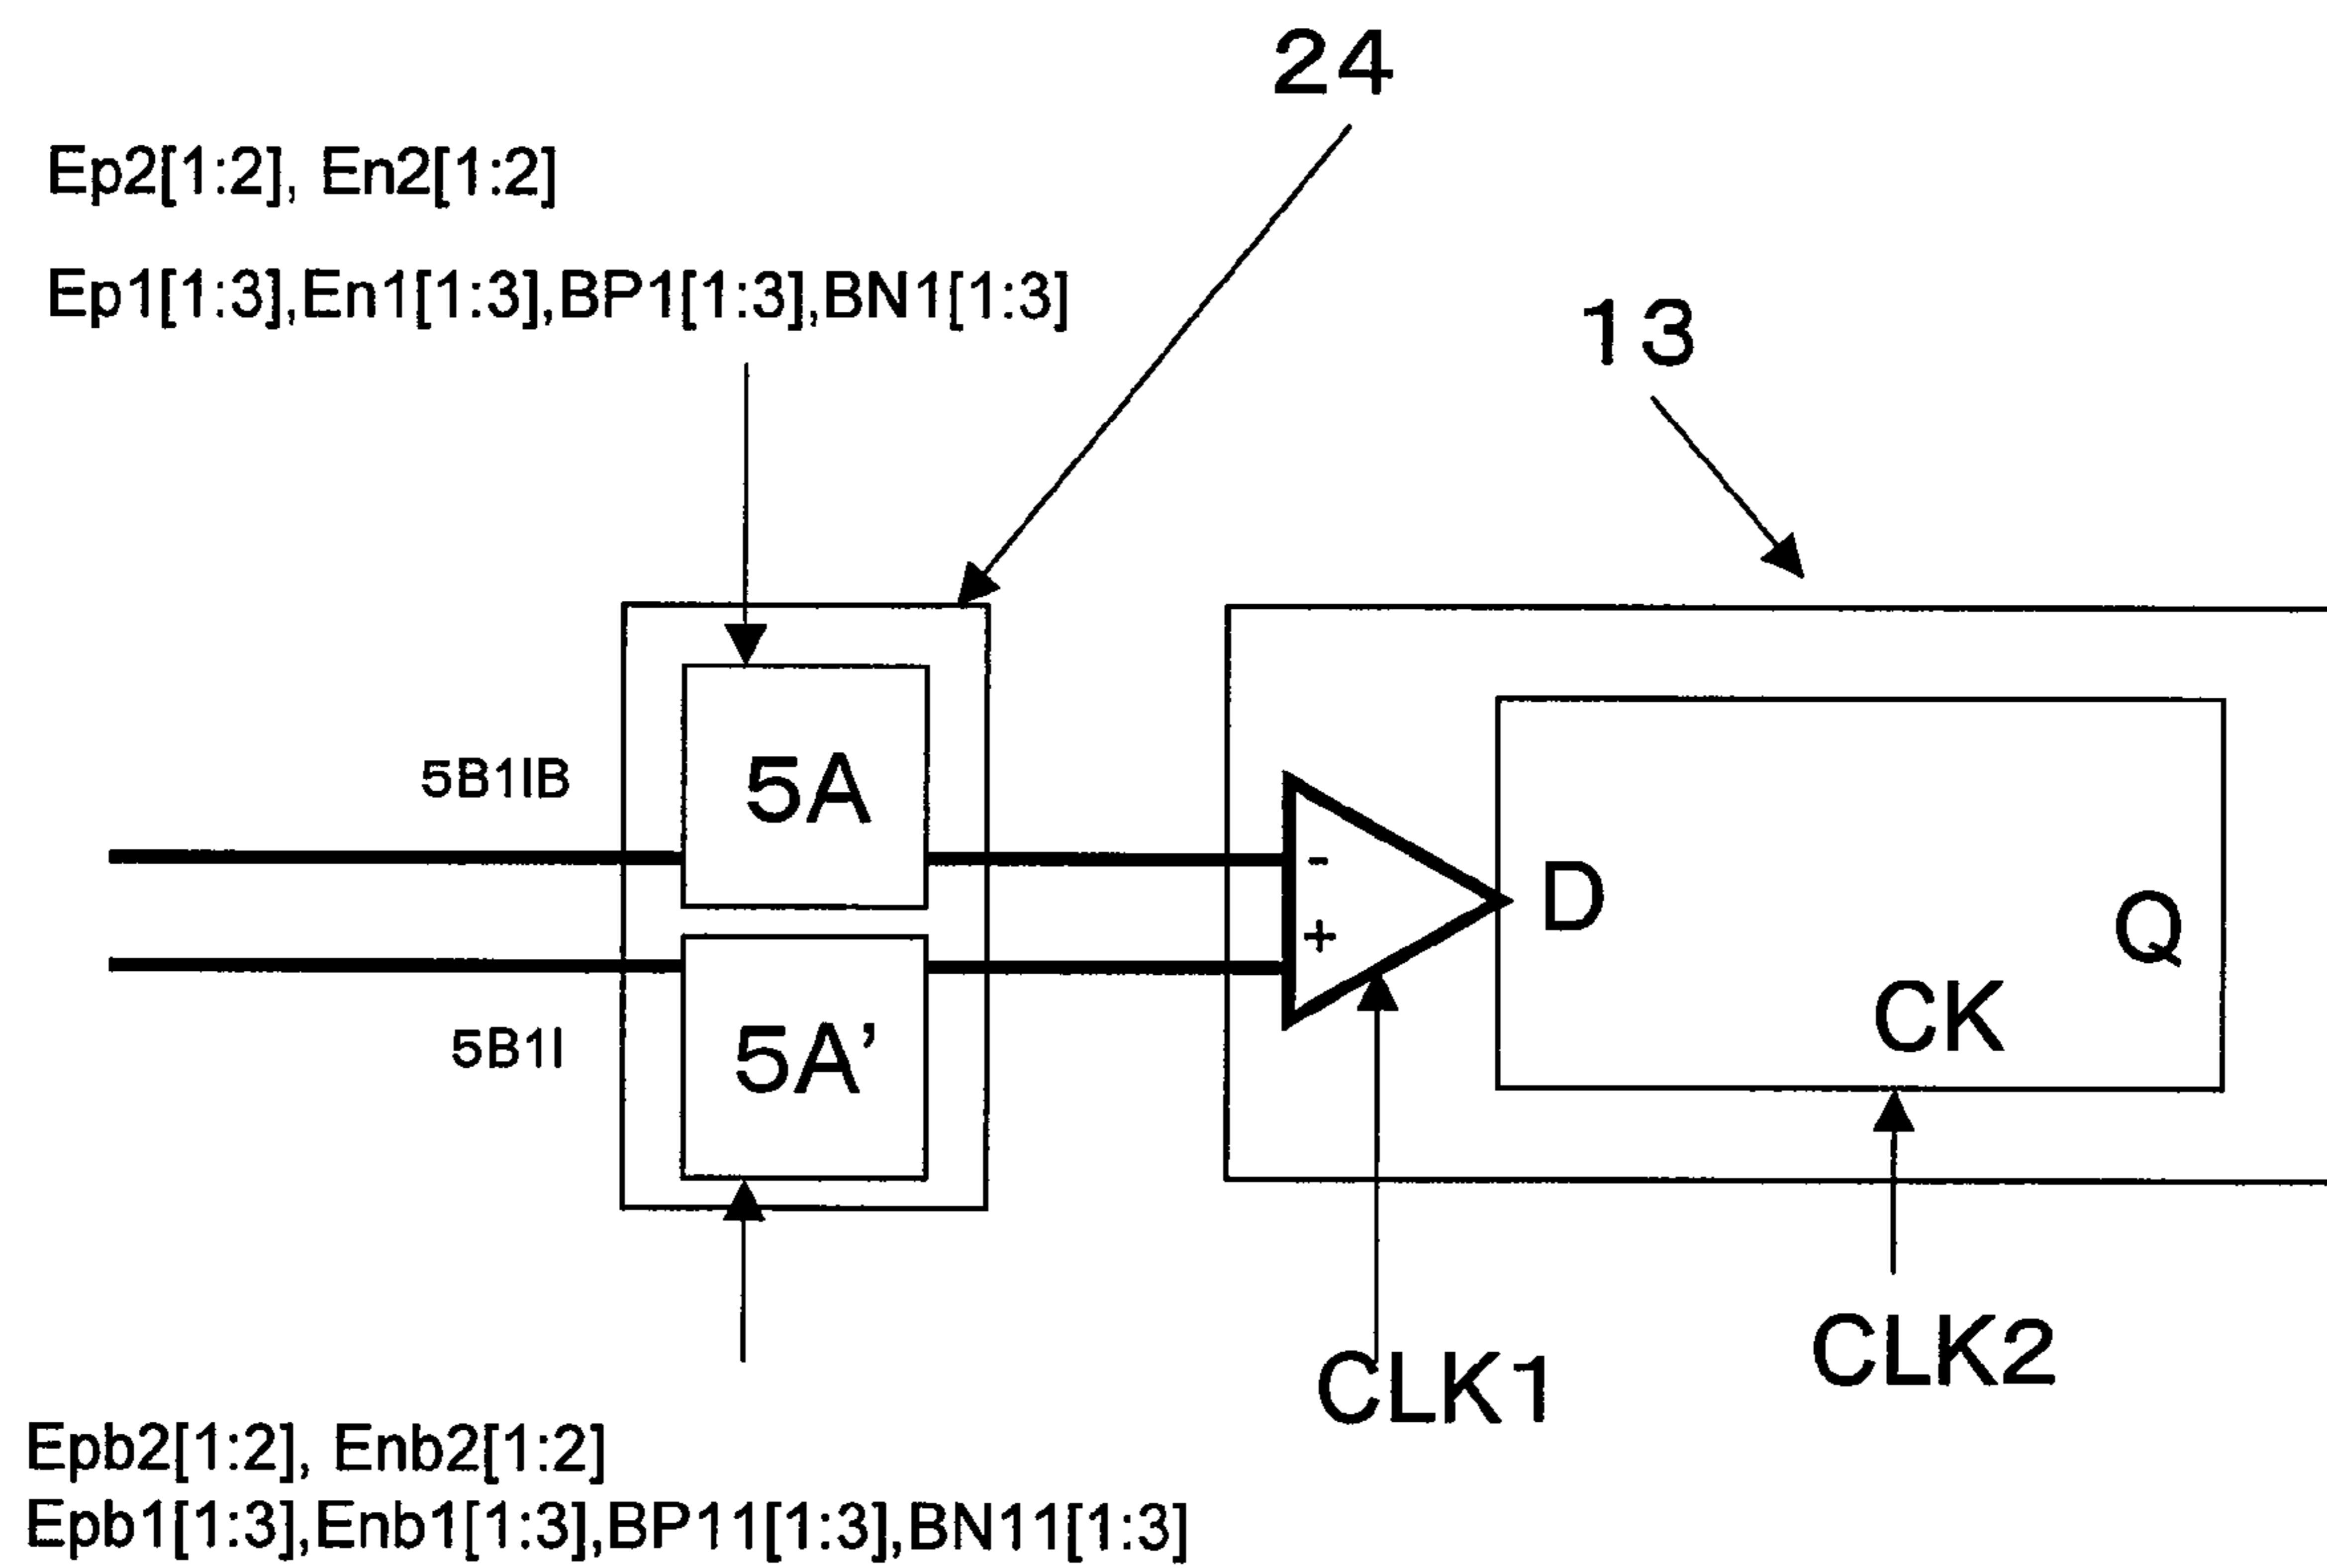 24
Ep2[1:2], En2[1:2]
Ep1[1:3],En1[1:3],BP1[1:3],BN1[1:3]
13
5B1IB
5A
-
+
D
Q
CK
5B1I
5A’
CLK1
CLK2
Epb2[1:2], Enb2[1:2]
Epb1[1:3],Enb1[1:3],BP11[1:3],BN11[1:3]